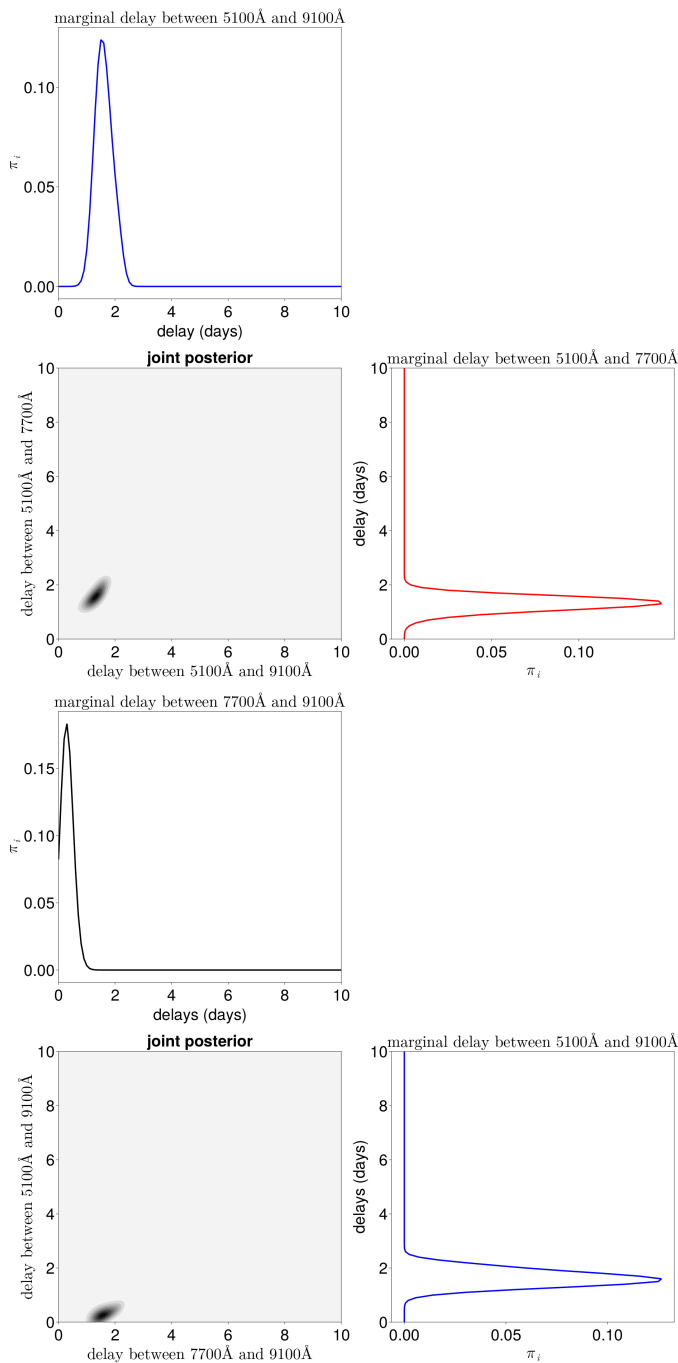 marginal delay between 5100Å and 9100Å
0.10
0.05
0.00
π i
0 2 4 6 8 10
delay (days)
joint posterior
10
8
6
4
2
0
delay between 5100Å and 7700Å
0 2 4 6 8 10
delay between 5100Å and 9100Å
marginal delay between 5100Å and 7700Å
10
8
6
4
2
0
delay (days)
0.00 0.05 0.10
π i
marginal delay between 7700Å and 9100Å
0.15
0.10
0.05
0.00
π i
0 2 4 6 8 10
delays (days)
joint posterior
10
8
6
4
2
0
delay between 5100Å and 9100Å
0 2 4 6 8 10
delay between 7700Å and 9100Å
marginal delay between 5100Å and 9100Å
10
8
6
4
2
0
delays (days)
0.00 0.05 0.10
π i